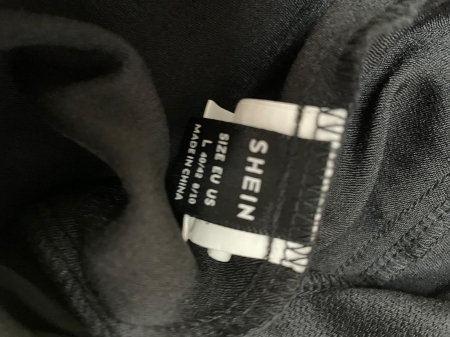 SHEIN
SIZE EU US
L 40/42 8/10
MADE IN CHINA